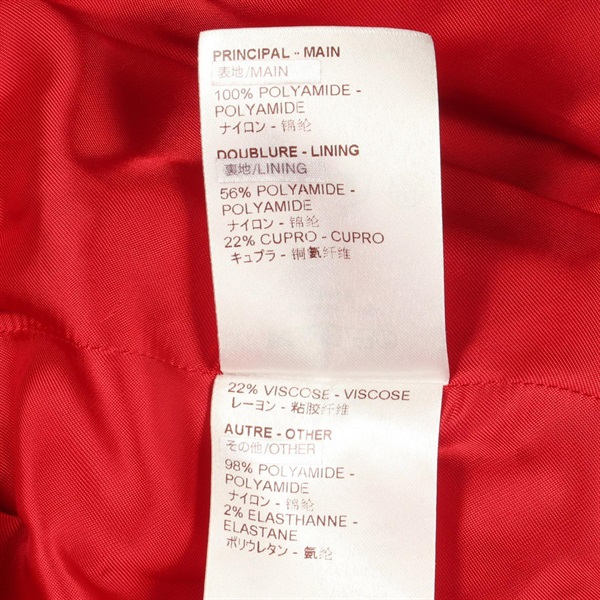 PRINCIPAL - MAIN
表地/MAIN
100% POLYAMIDE -
POLYAMIDE
ナイロン - 锦纶
DOUBLURE - LINING
裏地/LINING
56% POLYAMIDE -
POLYAMIDE
ナイロン - 锦纶
22% CUPRO - CUPRO
キュプラ - 铜氨纤维
22% VISCOSE - VISCOSE
レーヨン - 粘胶纤维
AUTRE - OTHER
その他/OTHER
98% POLYAMIDE -
POLYAMIDE
ナイロン - 锦纶
2% ELASTHANNE -
ELASTANE
ポリウレタン - 氨纶